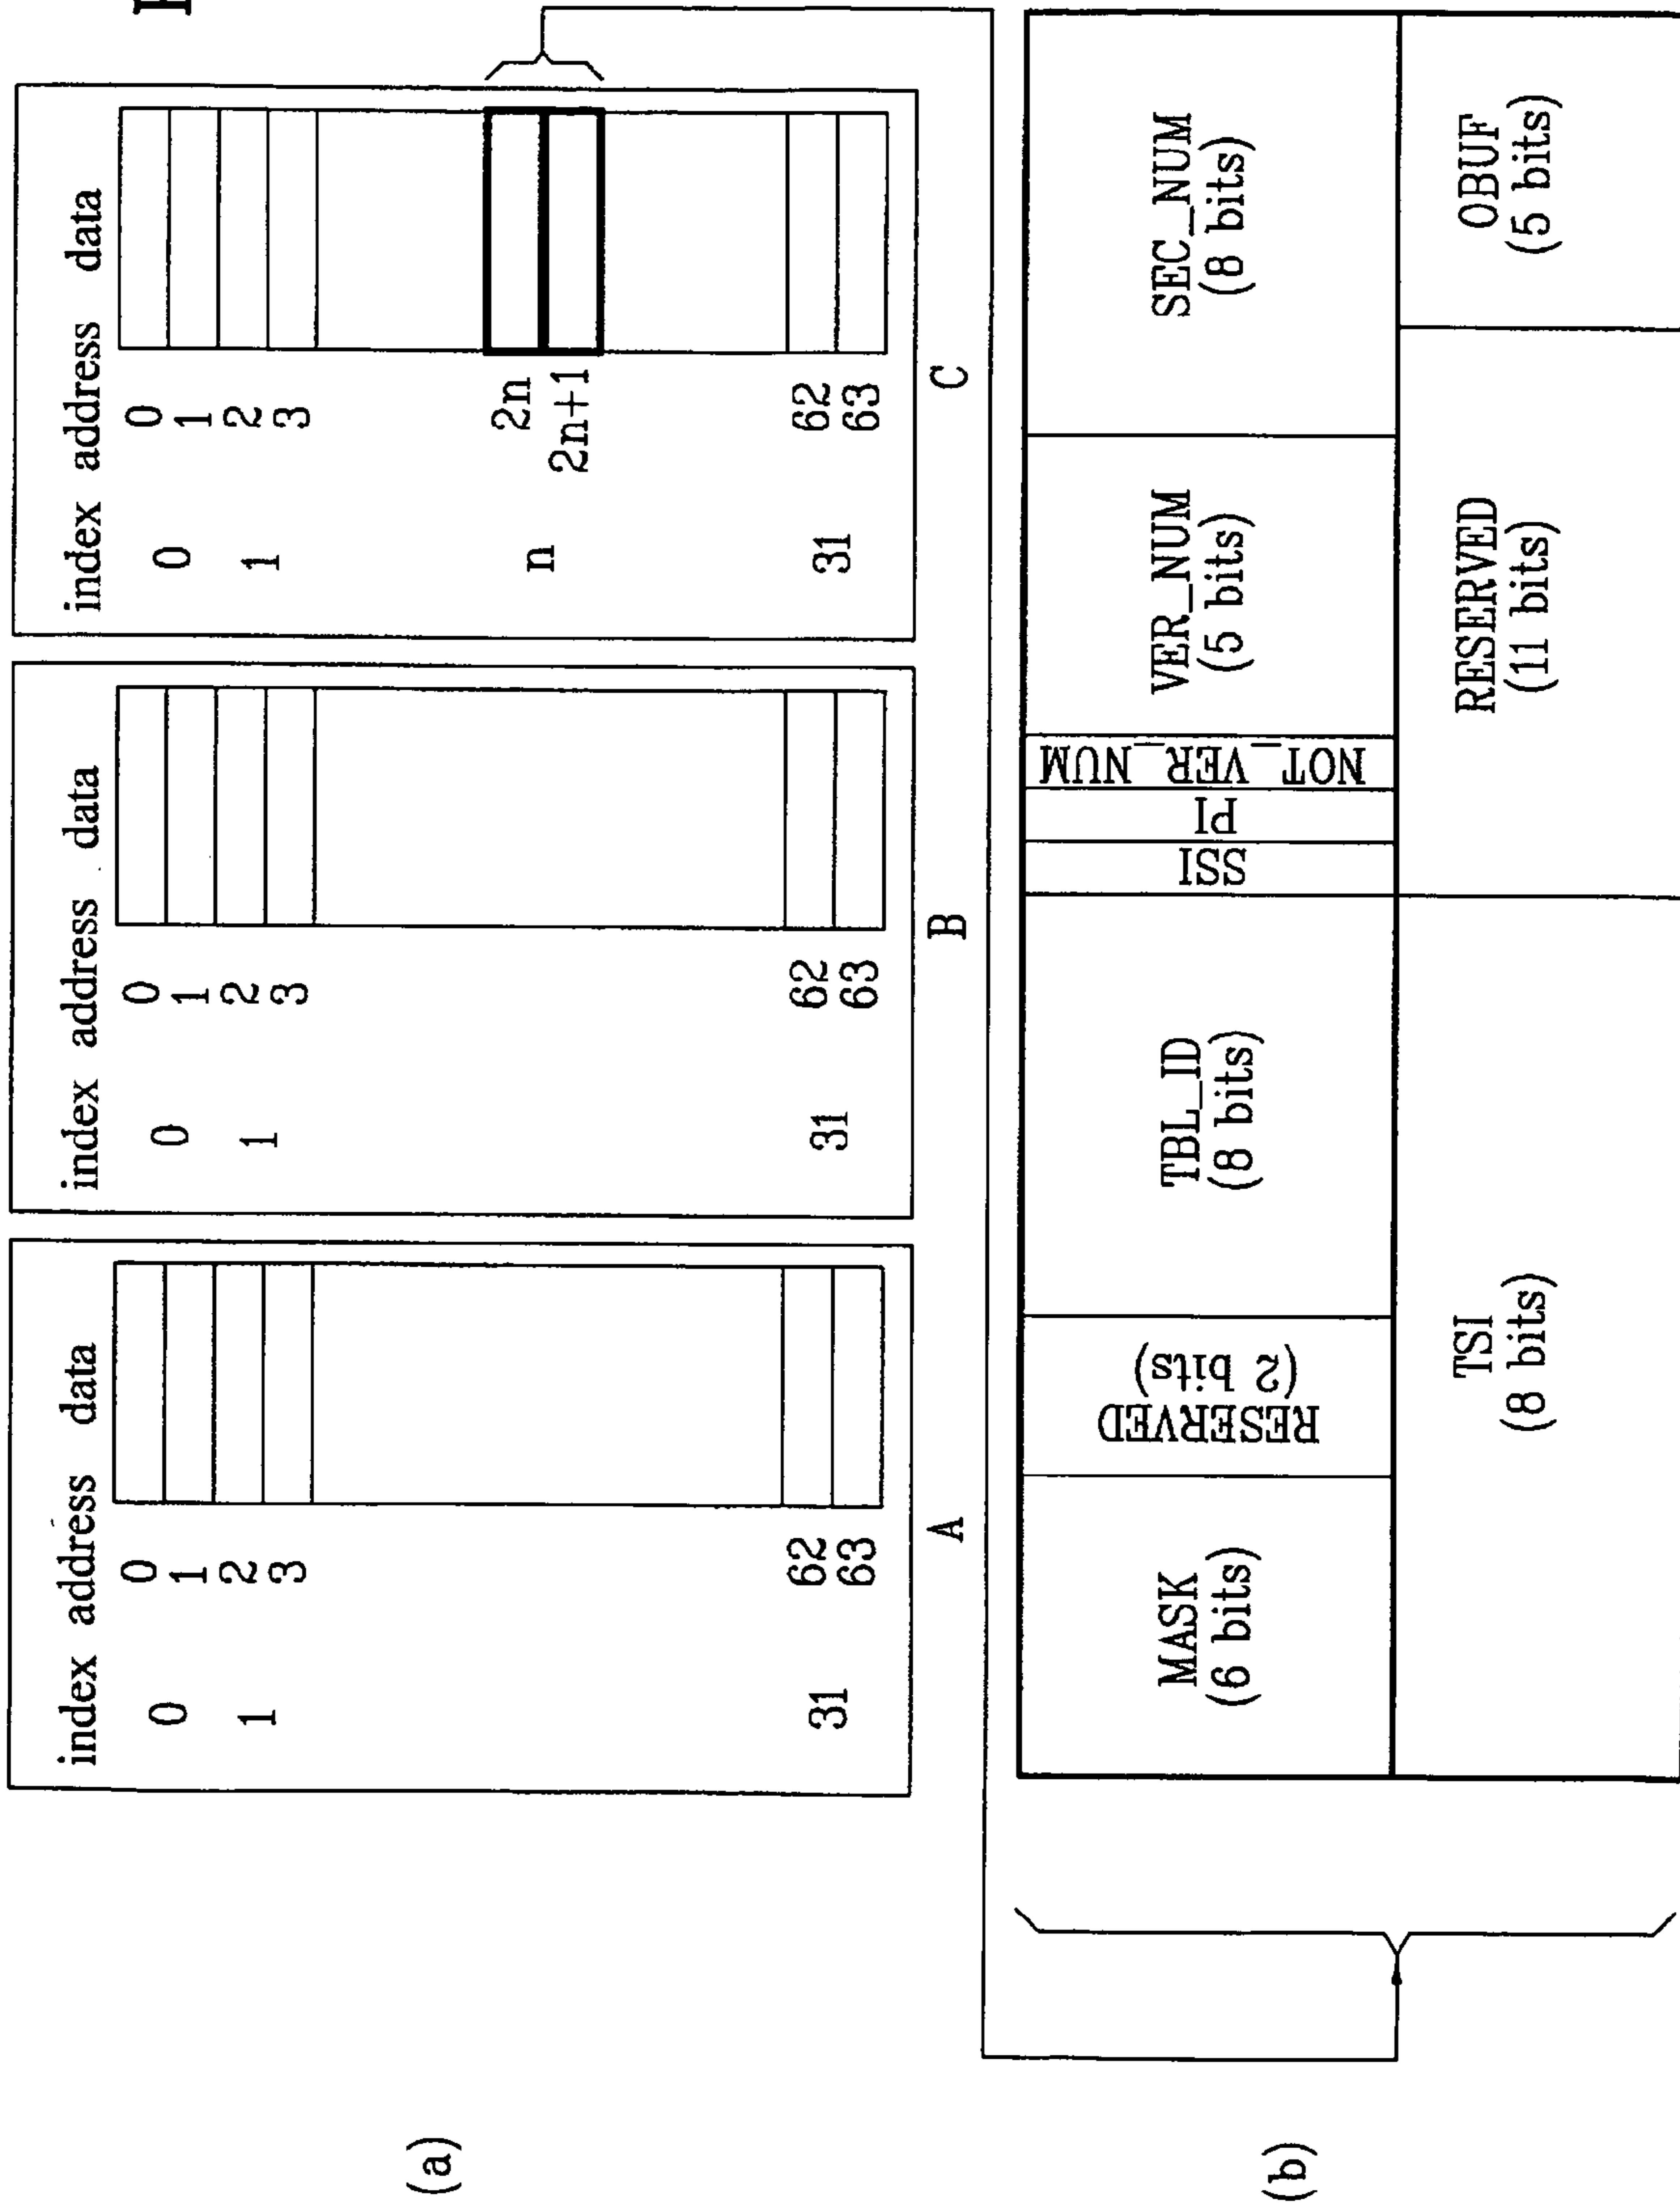 (a)
index address data
0
0
1
1
2
3
31
62
63
A
index address data
0
0
1
1
2
3
31
62
63
B
index address data
0
0
1
1
2
3
n
2n
2n+1
31
62
63
C
(b)
MASK
(6 bits)
RESERVED
(2 bits)
TBL_ID
(8 bits)
SSI
PI
NOT_VER_NUM
VER_NUM
(5 bits)
SEC_NUM
(8 bits)
TSI
(8 bits)
RESERVED
(11 bits)
OBUF
(5 bits)